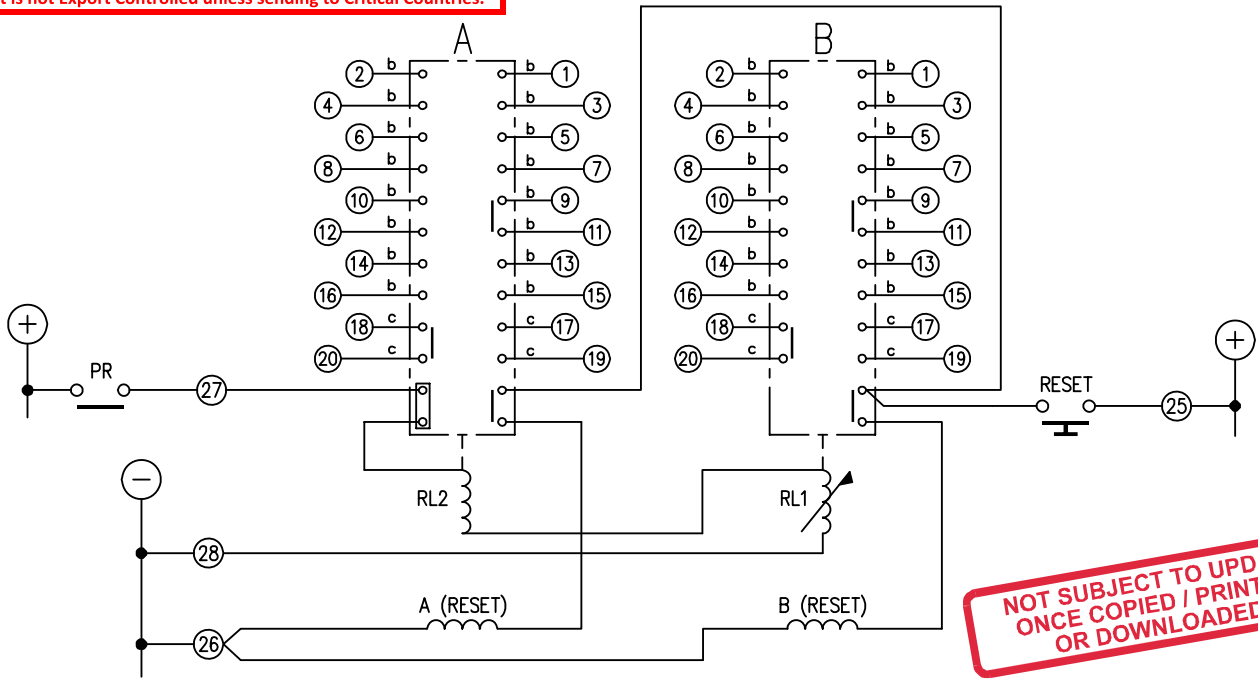 t is not Export Controlled unless sending to Critical Countries.
A B
2 b b 1 2 b b 1
4 b b 3 4 b b 3
6 b b 5 6 b b 5
8 b b 7 8 b b 7
10 b b 9 10 b b 9
12 b b 11 12 b b 11
14 b b 13 14 b b 13
16 b b 15 16 b b 15
18 c c 17 18 c c 17
+ +
20 c c 19 20 c c 19
PR RESET
27 25
−
RL2 RL1
28
A (RESET) B (RESET)
26
NOT SUBJECT TO UPD
ONCE COPIED / PRINT
OR DOWNLOADED